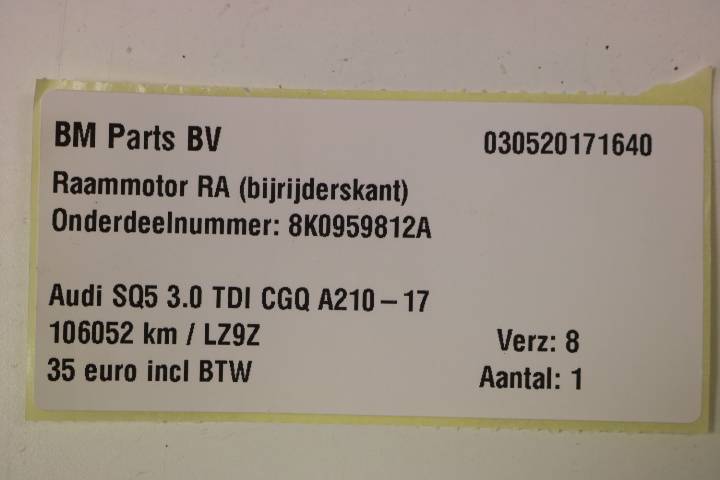 BM Parts BV 030520171640
Raammotor RA (bijrijderskant)
Onderdeelnummer: 8K0959812A
Audi SQ5 3.0 TDI CGQ A210-17
106052 km / LZ9Z Verz: 8
35 euro incl BTW Aantal: 1